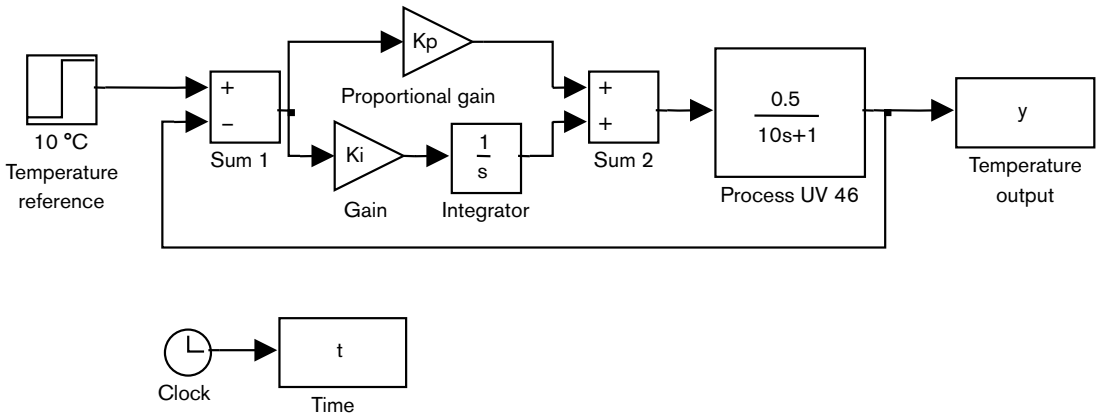 Kp
Proportional gain
+
−
10 °C
Temperature
reference
Sum 1
Ki
Gain
1
s
Integrator
+
+
Sum 2
0.5
10s+1
Process UV 46
y
Temperature
output
Clock
t
Time